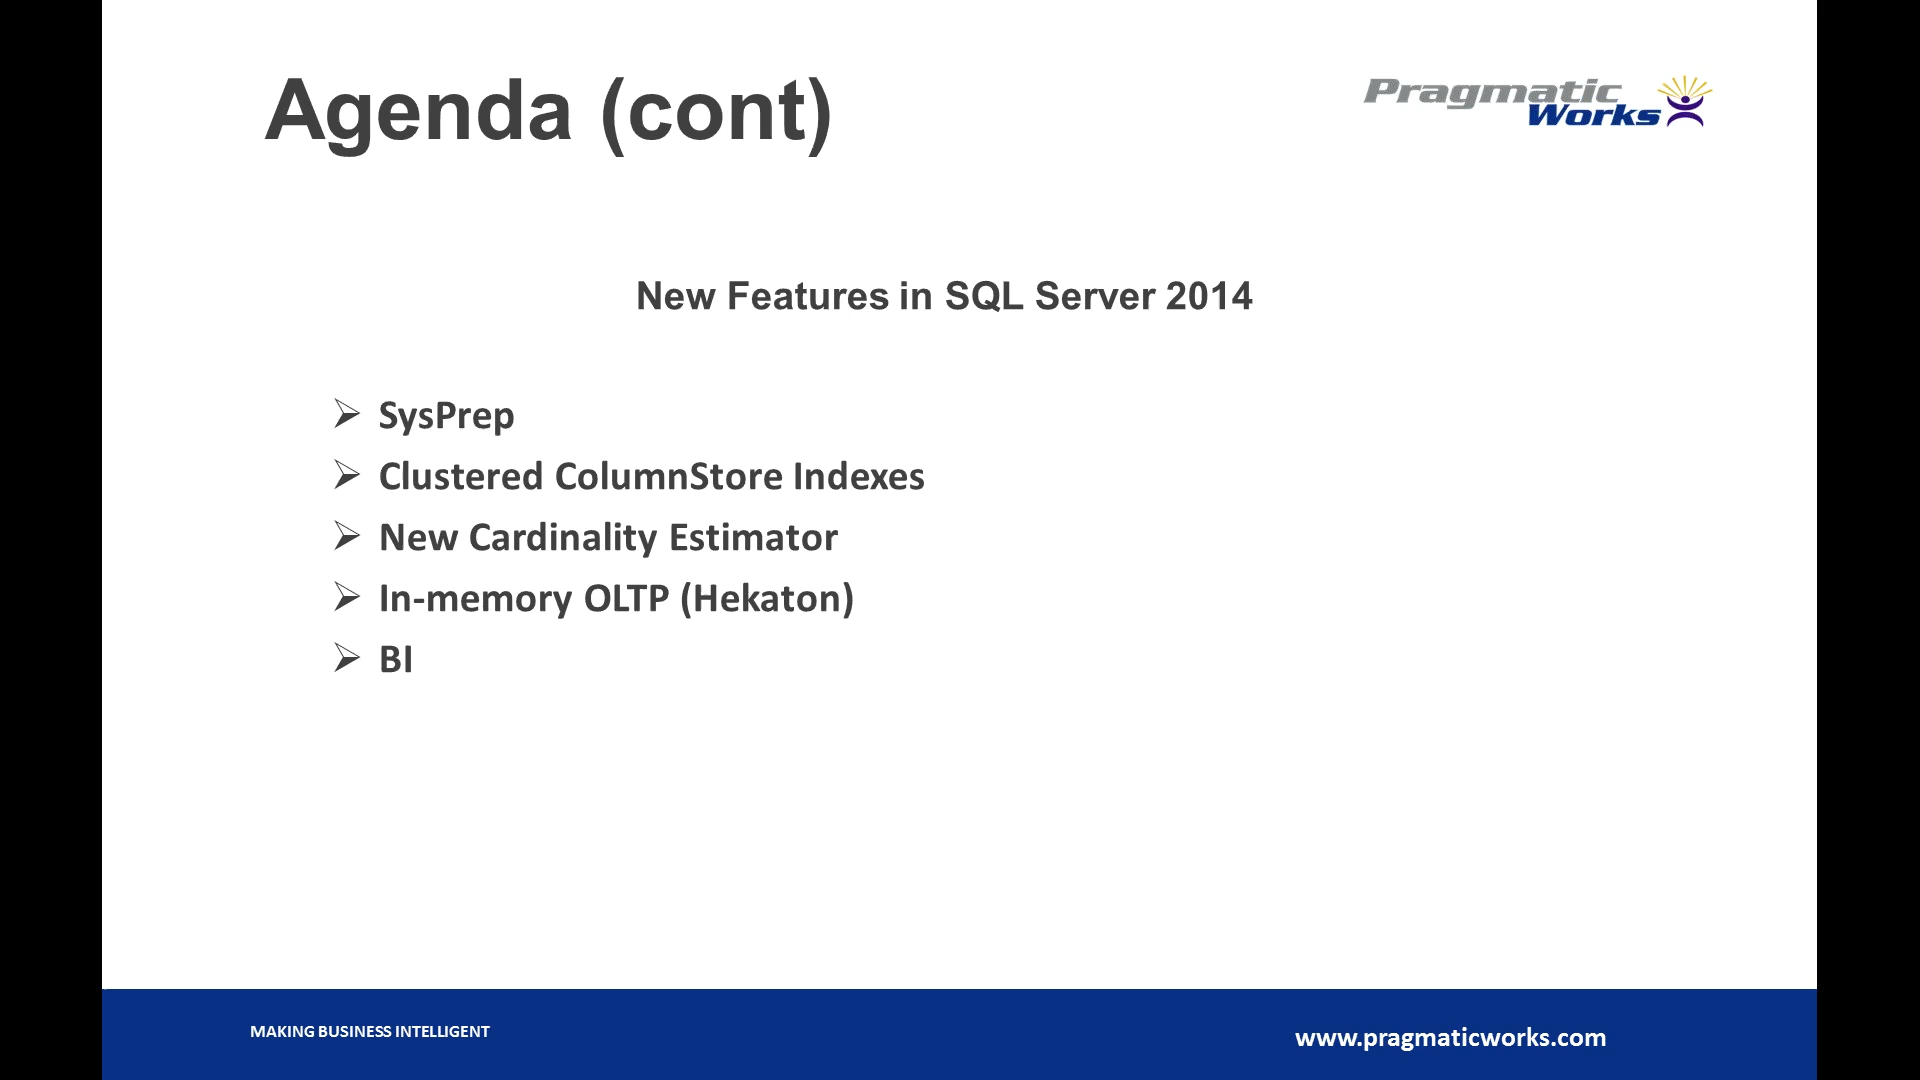 Agenda (cont)
Pragmatic
Works
New Features in SQL Server 2014
SysPrep
Clustered ColumnStore Indexes
New Cardinality Estimator
In-memory OLTP (Hekaton)
BI
MAKING BUSINESS INTELLIGENT
www.pragmaticworks.com